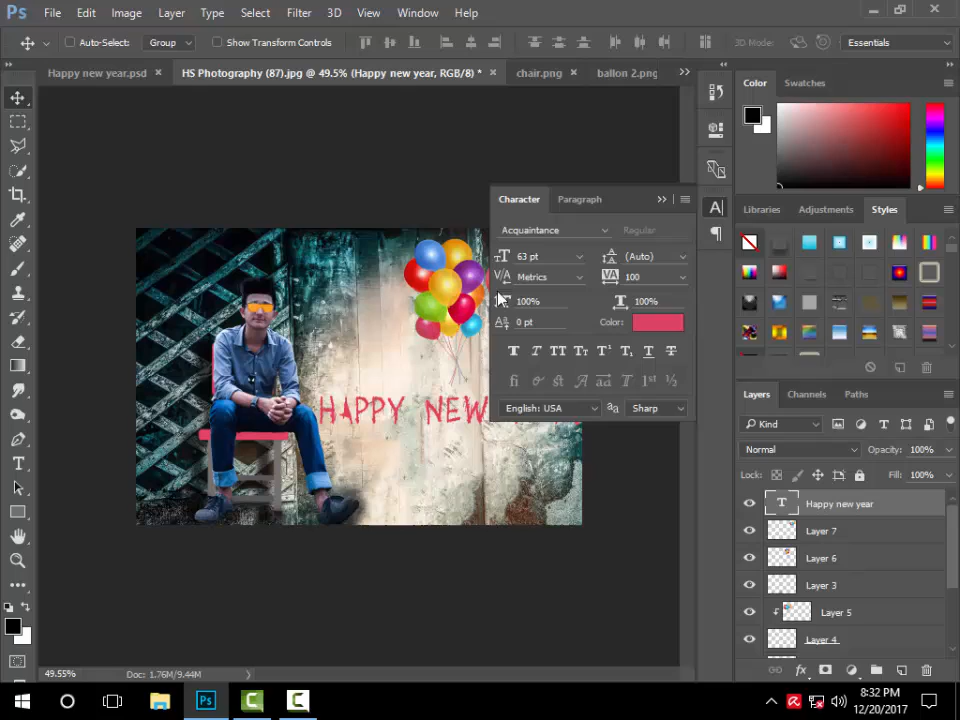 Ps File Edit Image Layer Type Select Filter 3D View Window Help
Auto-Select: Group Show Transform Controls 3D Mode: Essentials
Happy new year.psd × HS Photography (87).jpg @ 49.5% (Happy new year, RGB/8) * × chair.png × ballon 2.png
Color Swatches
Character Paragraph
Acquaintance Regular
63 pt (Auto)
Metrics 100
100% 100%
0 pt Color:
English: USA aa Sharp
HAPPY NEW
Libraries Adjustments Styles
Layers Channels Paths
Kind
Normal Opacity: 100%
Lock: Fill: 100%
Happy new year
Layer 7
Layer 6
Layer 3
Layer 5
Layer 4
49.55% Doc: 1.76M/9.44M
8:32 PM
12/20/2017